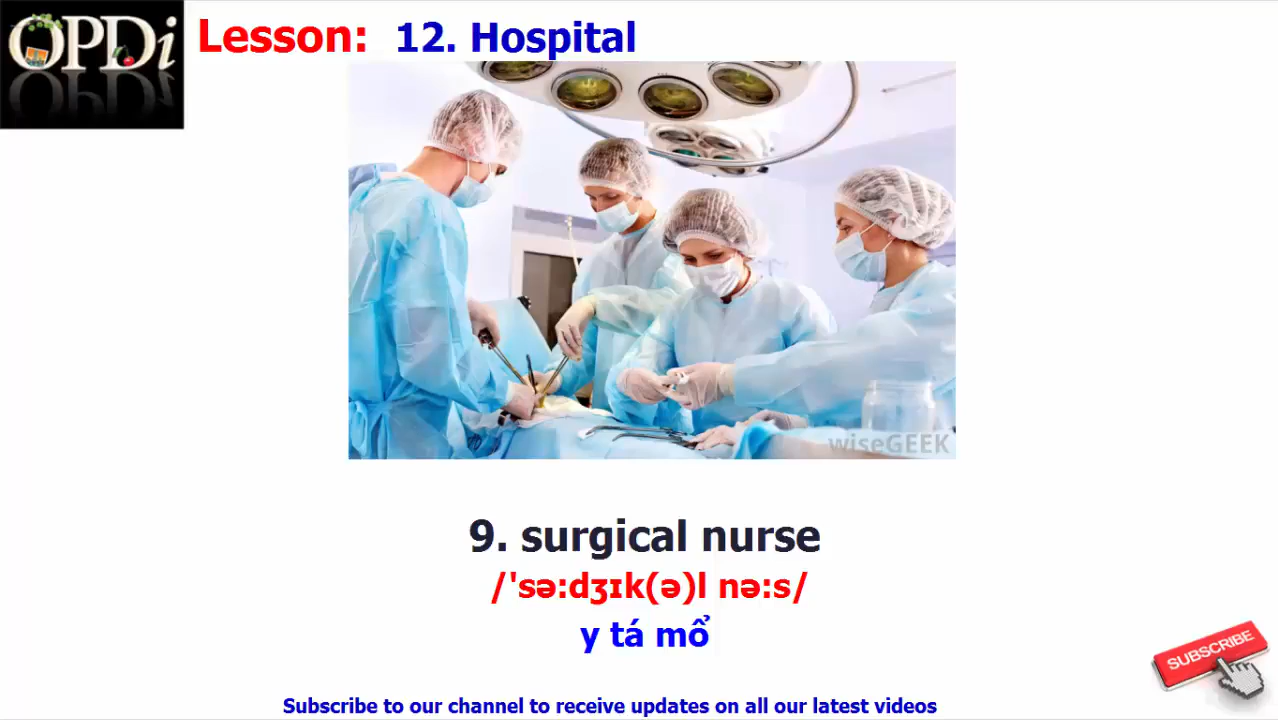 OPDi
Lesson: 12. Hospital
wiseGEEK
9. surgical nurse
/ˈsə:dʒɪk(ə)l nə:s/
y tá mổ
SUBSCRIBE
Subscribe to our channel to receive updates on all our latest videos